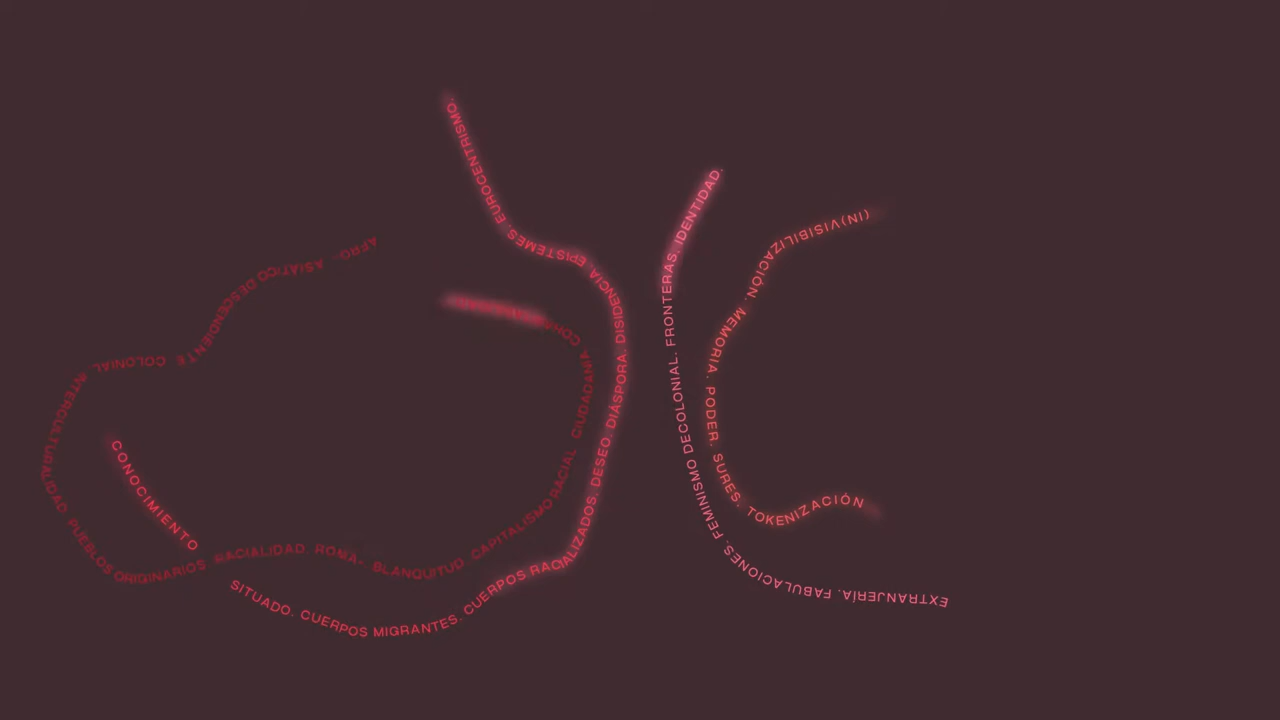 AFRO- ASIÁTICO DESCENDIENTE COLONIAL INTERCULTURALIDAD PUEBLOS ORIGINARIOS RACIALIDAD. ROMA- BLANQUITUD CAPITALISMO RACIAL CIUDADANÍA
CONOCIMIENTO SITUADO. CUERPOS MIGRANTES. CUERPOS RACIALIZADOS. DESEO. DIÁSPORA. DISIDENCIA EPISTEMES. EUROCENTRISMO.
EXTRANJERÍA. FABULACIONES. FEMINISMO DECOLONIAL. FRONTERAS. IDENTIDAD.
(IN)VISIBILIZACIÓN. MEMORIA. PODER. SURES. TOKENIZACIÓN